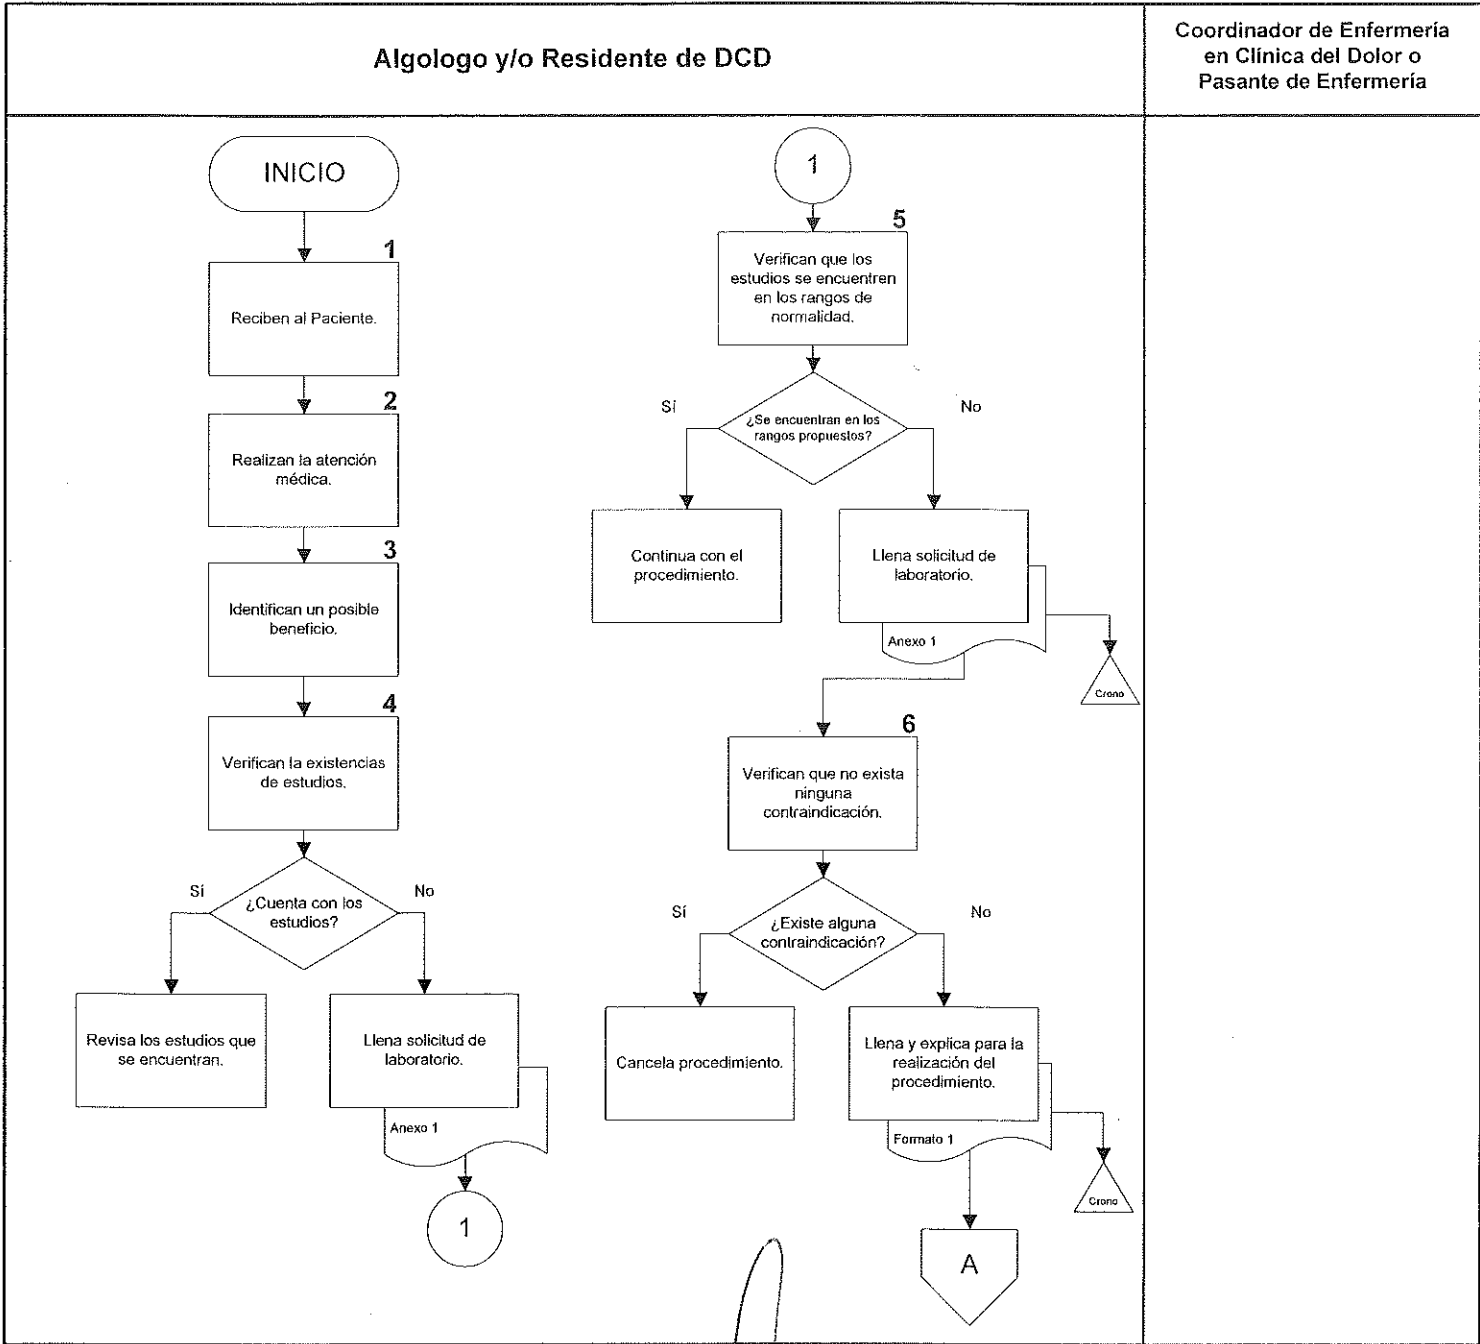 Algologo y/o Residente de DCD
Coordinador de Enfermería
en Clínica del Dolor o
Pasante de Enfermería
INICIO
1
Reciben al Paciente.
2
Realizan la atención
médica.
3
Identifican un posible
beneficio.
4
Verifican la existencias
de estudios.
¿Cuenta con los
estudios?
Sí
No
Revisa los estudios que
se encuentran.
Llena solicitud de
laboratorio.
Anexo 1
1
1
5
Verifican que los
estudios se encuentren
en los rangos de
normalidad.
¿Se encuentran en los
rangos propuestos?
Sí
No
Continua con el
procedimiento.
Llena solicitud de
laboratorio.
Anexo 1
Crono
6
Verifican que no exista
ninguna
contraindicación.
¿Existe alguna
contraindicación?
Sí
No
Cancela procedimiento.
Llena y explica para la
realización del
procedimiento.
Formato 1
Crono
A